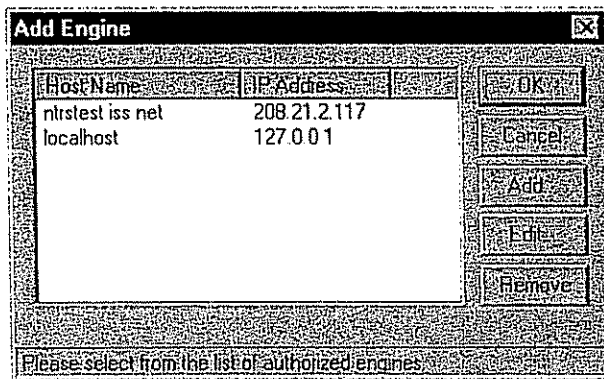 Add Engine
Host Name IP Address
ntrstest iss net 208.21.2.117
localhost 127.0.0 1
OK
Cancel
Add
Edit
Remove
Please select from the list of authorized engines